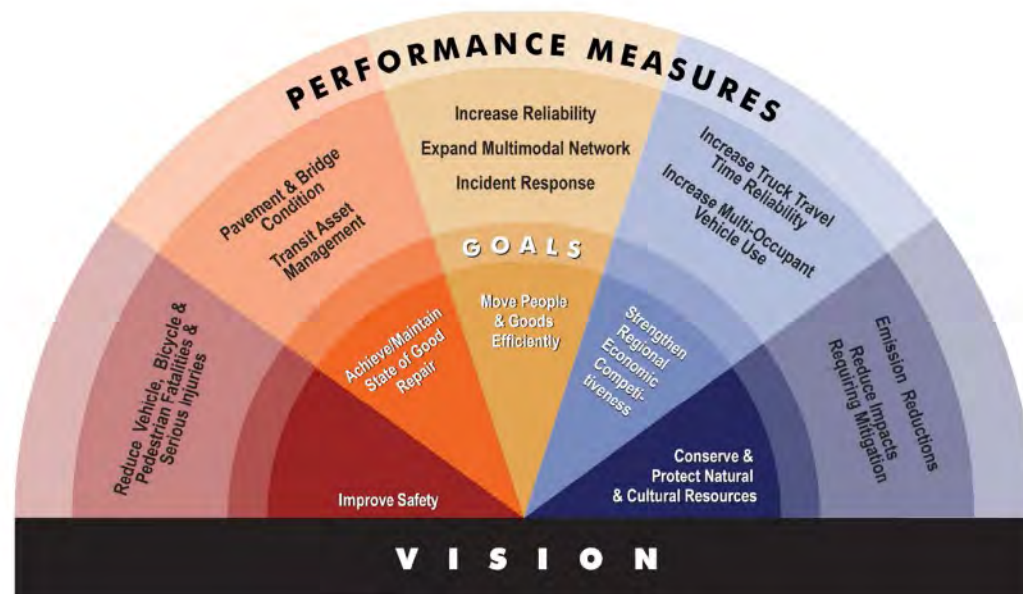 PERFORMANCE MEASURES
Reduce Vehicle, Bicycle &
Pedestrian Fatalities &
Serious Injuries
Pavement & Bridge
Condition
Transit Asset
Management
Increase Reliability
Expand Multimodal Network
Incident Response
Increase Truck Travel
Time Reliability
Increase Multi-Occupant
Vehicle Use
Emission Reductions
Reduce Impacts
Requiring Mitigation
GOALS
Improve Safety
Achieve/Maintain
State of Good
Repair
Move People
& Goods
Efficiently
Strengthen
Regional
Economic
Competi-
tiveness
Conserve &
Protect Natural
& Cultural Resources
VISION